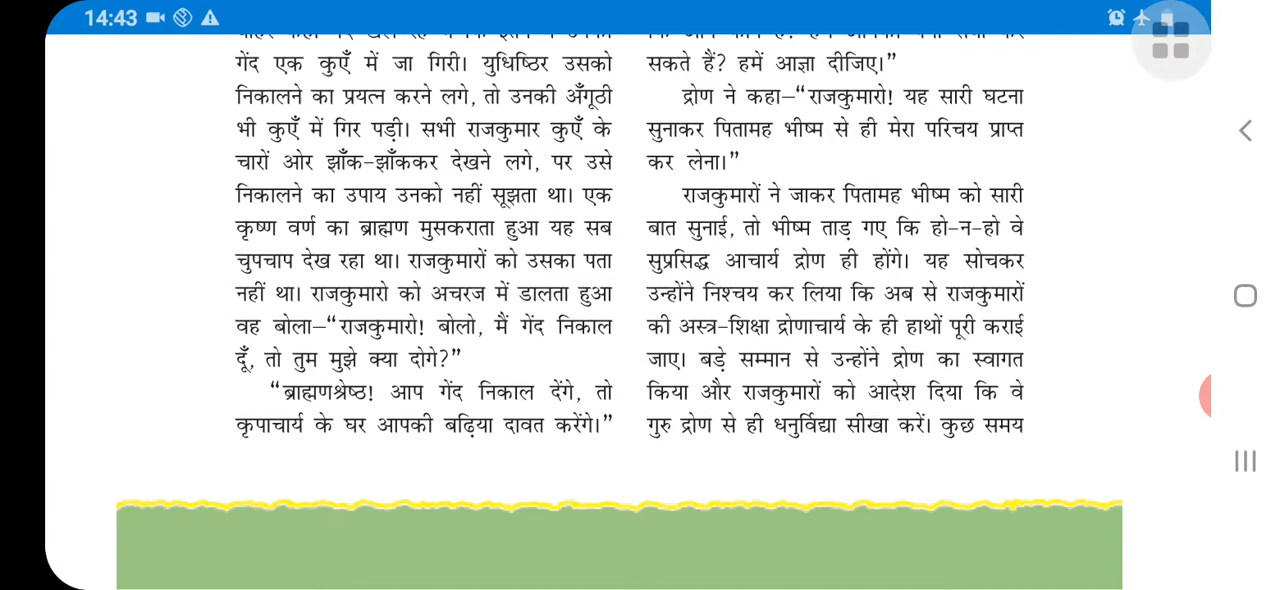 14:43
गेंद एक कुएँ में जा गिरी। युधिष्ठिर उसको
निकालने का प्रयत्न करने लगे, तो उनकी अँगूठी
भी कुएँ में गिर पड़ी। सभी राजकुमार कुएँ के
चारों ओर झाँक-झाँककर देखने लगे, पर उसे
निकालने का उपाय उनको नहीं सूझता था। एक
कृष्ण वर्ण का ब्राह्मण मुसकराता हुआ यह सब
चुपचाप देख रहा था। राजकुमारों को उसका पता
नहीं था। राजकुमारो को अचरज में डालता हुआ
वह बोला–“राजकुमारो! बोलो, मैं गेंद निकाल
दूँ, तो तुम मुझे क्या दोगे?”
“ब्राह्मणश्रेष्ठ! आप गेंद निकाल देंगे, तो
कृपाचार्य के घर आपकी बढ़िया दावत करेंगे।”
सकते हैं? हमें आज्ञा दीजिए।”
द्रोण ने कहा–“राजकुमारो! यह सारी घटना
सुनाकर पितामह भीष्म से ही मेरा परिचय प्राप्त
कर लेना।”
राजकुमारों ने जाकर पितामह भीष्म को सारी
बात सुनाई, तो भीष्म ताड़ गए कि हो-न-हो वे
सुप्रसिद्ध आचार्य द्रोण ही होंगे। यह सोचकर
उन्होंने निश्चय कर लिया कि अब से राजकुमारों
की अस्त्र-शिक्षा द्रोणाचार्य के ही हाथों पूरी कराई
जाए। बड़े सम्मान से उन्होंने द्रोण का स्वागत
किया और राजकुमारों को आदेश दिया कि वे
गुरु द्रोण से ही धनुर्विद्या सीखा करें। कुछ समय